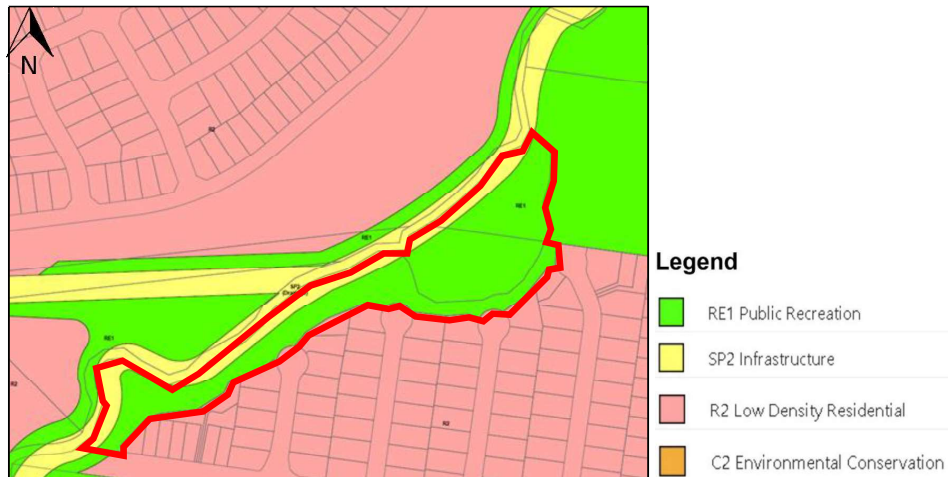 N
R2
RE1
RE1
SP2
RE1
R2
R2
Legend
RE1 Public Recreation
SP2 Infrastructure
R2 Low Density Residential
C2 Environmental Conservation